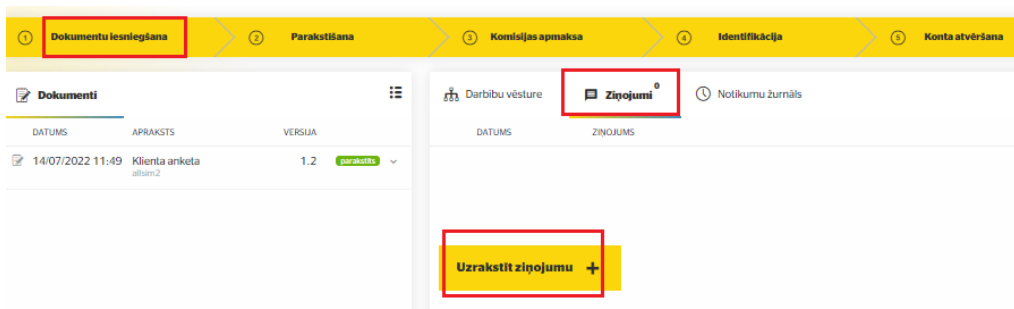 1 Dokumentu iesniegšana
2 Parakstīšana
3 Komisijas apmaksa
4 Identifikācija
5 Konta atvēršana
Dokumenti
DATUMS APRAKSTS VERSIJA
14/07/2022 11:49 Klienta anketa 1.2 parakstīts
allsim2
Darbību vēsture Ziņojumi 0 Notikumu žurnāls
DATUMS ZIŅOJUMS
Uzrakstīt ziņojumu +